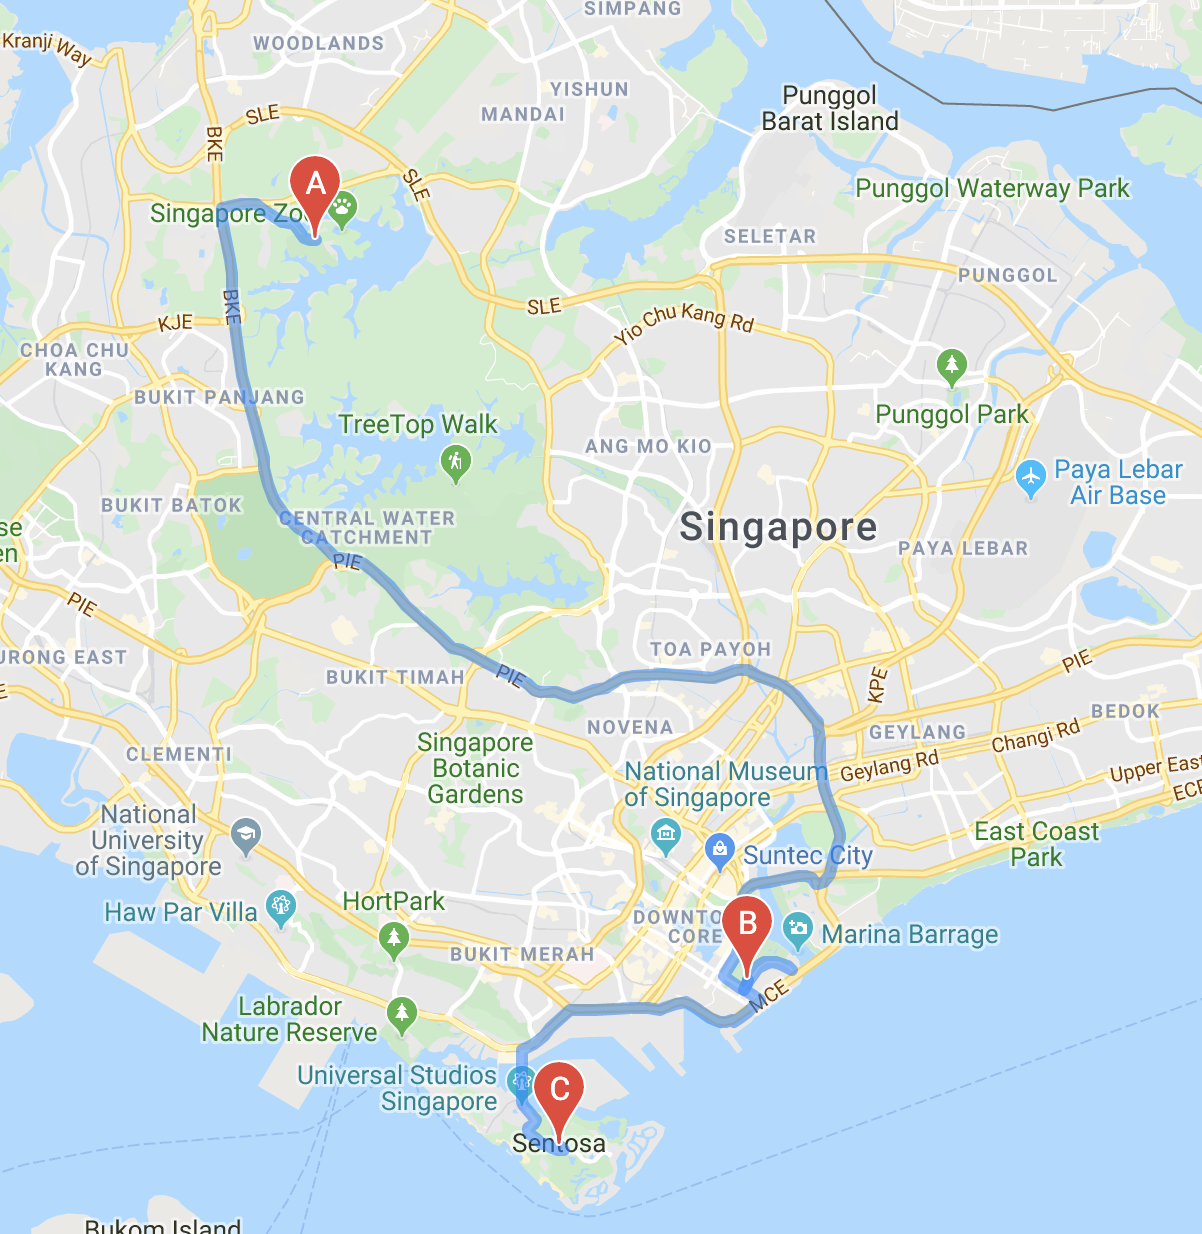 SIMPANG
Kranji Way
WOODLANDS
YISHUN
MANDAI
Punggol
Barat Island
SLE
BKE
A
SLE
Punggol Waterway Park
Singapore Zoo
SELETAR
PUNGGOL
BKE
SLE
KJE
Yio Chu Kang Rd
CHOA CHU
KANG
BUKIT PANJANG
TreeTop Walk
Punggol Park
ANG MO KIO
Paya Lebar
Air Base
BUKIT BATOK
CENTRAL WATER
CATCHMENT
Singapore
se
en
PAYA LEBAR
PIE
PIE
URONG EAST
TOA PAYOH
PIE
BUKIT TIMAH
PIE
KPE
E
BEDOK
NOVENA
GEYLANG
Changi Rd
CLEMENTI
Singapore
Botanic
Gardens
Geylang Rd
Upper East
National Museum
of Singapore
ECP
National
University
of Singapore
East Coast
Park
Suntec City
HortPark
Haw Par Villa
DOWNTO
CORE
B
Marina Barrage
BUKIT MERAH
MCE
Labrador
Nature Reserve
Universal Studios
Singapore
C
Sentosa
Bukom Island